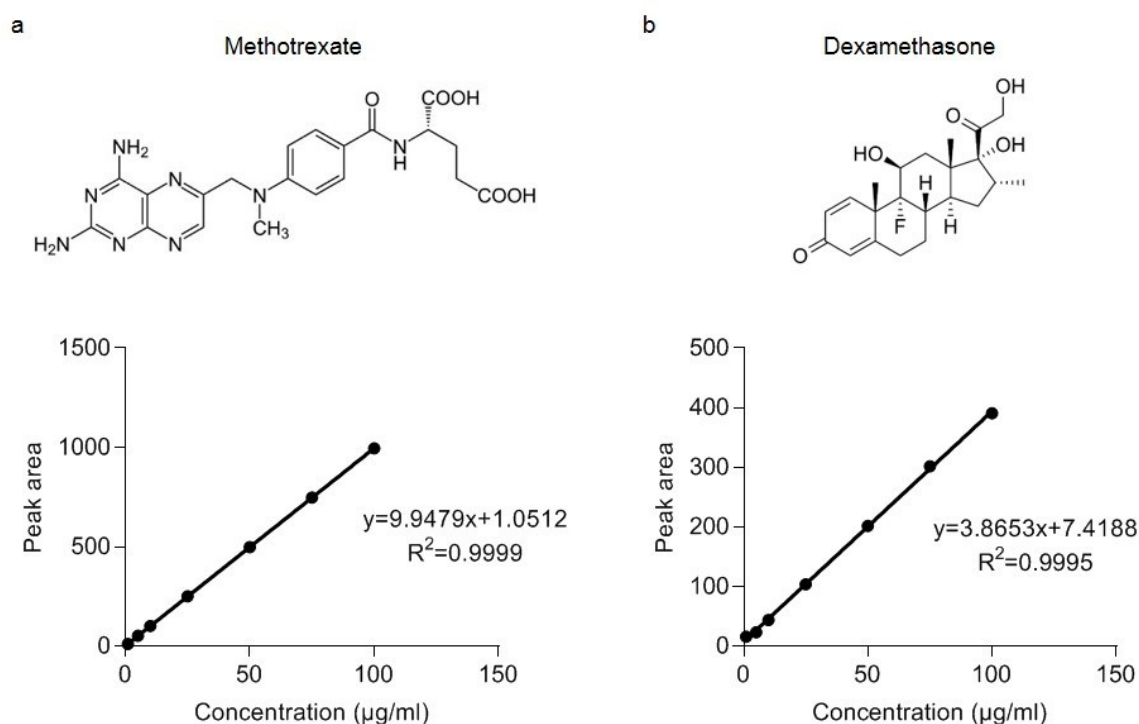 a
Methotrexate
O
COOH
NH₂
N
N
N
H
N
COOH
CH₃
H₂N
N
N
b
Dexamethasone
OH
O
OH
HO
H
F
H
O
1500
1000
500
0
Peak area
y=9.9479x+1.0512
R²=0.9999
0 50 100 150
Concentration (µg/ml)
500
400
300
200
100
0
Peak area
y=3.8653x+7.4188
R²=0.9995
0 50 100 150
Concentration (µg/ml)